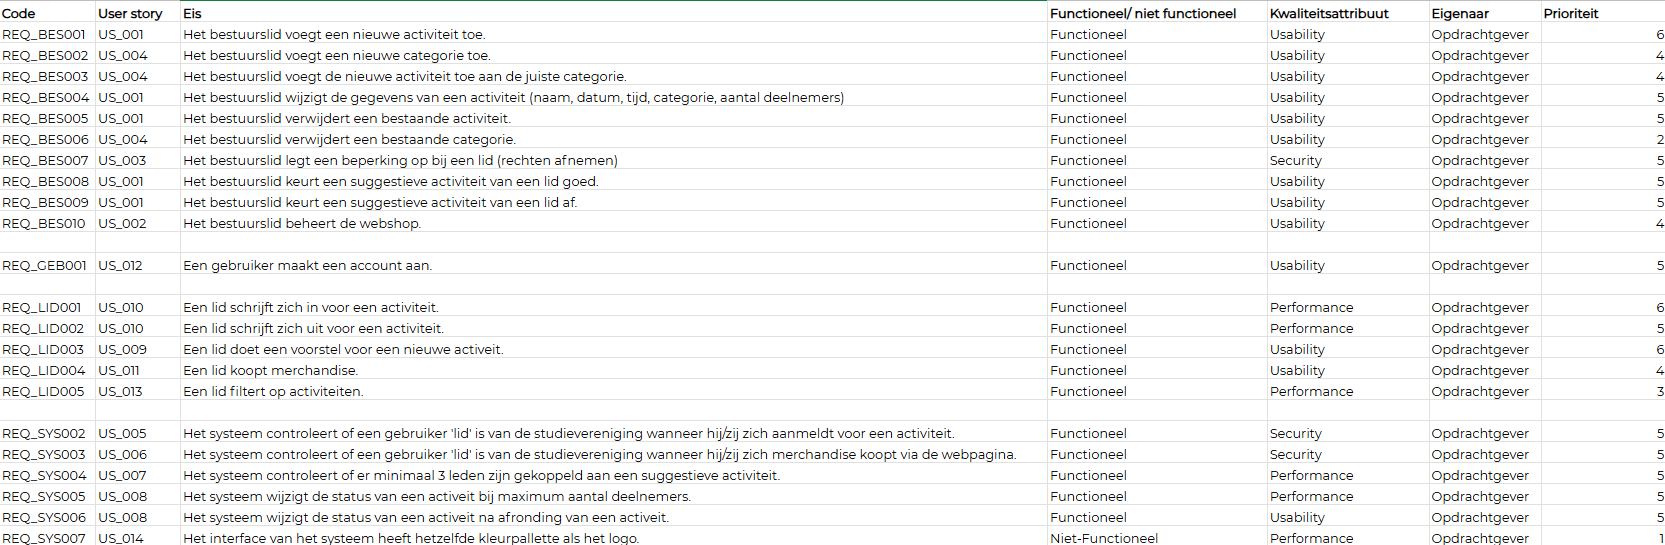 Code User story Eis Functioneel/ niet functioneel Kwaliteitsattribuut Eigenaar Prioriteit
REQ_BES001 US_001 Het bestuurslid voegt een nieuwe activiteit toe. Functioneel Usability Opdrachtgever 6
REQ_BES002 US_004 Het bestuurslid voegt een nieuwe categorie toe. Functioneel Usability Opdrachtgever 4
REQ_BES003 US_004 Het bestuurslid voegt de nieuwe activiteit toe aan de juiste categorie. Functioneel Usability Opdrachtgever 4
REQ_BES004 US_001 Het bestuurslid wijzigt de gegevens van een activiteit (naam, datum, tijd, categorie, aantal deelnemers) Functioneel Usability Opdrachtgever 5
REQ_BES005 US_001 Het bestuurslid verwijdert een bestaande activiteit. Functioneel Usability Opdrachtgever 5
REQ_BES006 US_004 Het bestuurslid verwijdert een bestaande categorie. Functioneel Usability Opdrachtgever 2
REQ_BES007 US_003 Het bestuurslid legt een beperking op bij een lid (rechten afnemen) Functioneel Security Opdrachtgever 5
REQ_BES008 US_001 Het bestuurslid keurt een suggestieve activiteit van een lid goed. Functioneel Usability Opdrachtgever 5
REQ_BES009 US_001 Het bestuurslid keurt een suggestieve activiteit van een lid af. Functioneel Usability Opdrachtgever 5
REQ_BES010 US_002 Het bestuurslid beheert de webshop. Functioneel Usability Opdrachtgever 4
REQ_GEB001 US_012 Een gebruiker maakt een account aan. Functioneel Usability Opdrachtgever 5
REQ_LID001 US_010 Een lid schrijft zich in voor een activiteit. Functioneel Performance Opdrachtgever 6
REQ_LID002 US_010 Een lid schrijft zich uit voor een activiteit. Functioneel Performance Opdrachtgever 5
REQ_LID003 US_009 Een lid doet een voorstel voor een nieuwe activeit. Functioneel Usability Opdrachtgever 6
REQ_LID004 US_011 Een lid koopt merchandise. Functioneel Usability Opdrachtgever 4
REQ_LID005 US_013 Een lid filtert op activiteiten. Functioneel Performance Opdrachtgever 3
REQ_SYS002 US_005 Het systeem controleert of een gebruiker 'lid' is van de studievereniging wanneer hij/zij zich aanmeldt voor een activiteit. Functioneel Security Opdrachtgever 5
REQ_SYS003 US_006 Het systeem controleert of een gebruiker 'lid' is van de studievereniging wanneer hij/zij zich merchandise koopt via de webpagina. Functioneel Security Opdrachtgever 5
REQ_SYS004 US_007 Het systeem controleert of er minimaal 3 leden zijn gekoppeld aan een suggestieve activiteit. Functioneel Performance Opdrachtgever 5
REQ_SYS005 US_008 Het systeem wijzigt de status van een activeit bij maximum aantal deelnemers. Functioneel Performance Opdrachtgever 5
REQ_SYS006 US_008 Het systeem wijzigt de status van een activeit na afronding van een activeit. Functioneel Usability Opdrachtgever 5
REQ_SYS007 US_014 Het interface van het systeem heeft hetzelfde kleurpallette als het logo. Niet-Functioneel Performance Opdrachtgever 1